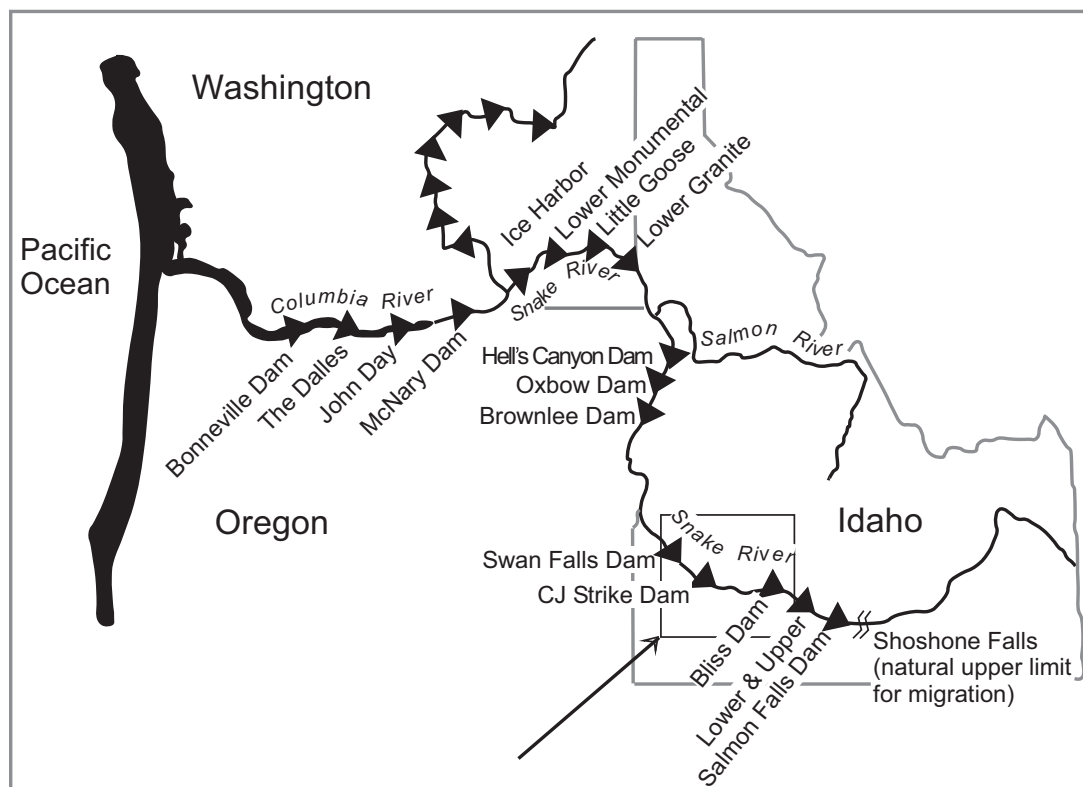 Washington
Pacific
Ocean
Columbia River
Snake River
Ice Harbor
Lower Monumental
Little Goose
Lower Granite
Bonneville Dam
The Dalles
John Day
McNary Dam
Salmon River
Hell's Canyon Dam
Oxbow Dam
Brownlee Dam
Oregon
Idaho
Snake River
Swan Falls Dam
CJ Strike Dam
Bliss Dam
Lower & Upper
Salmon Falls Dam
Shoshone Falls
(natural upper limit
for migration)